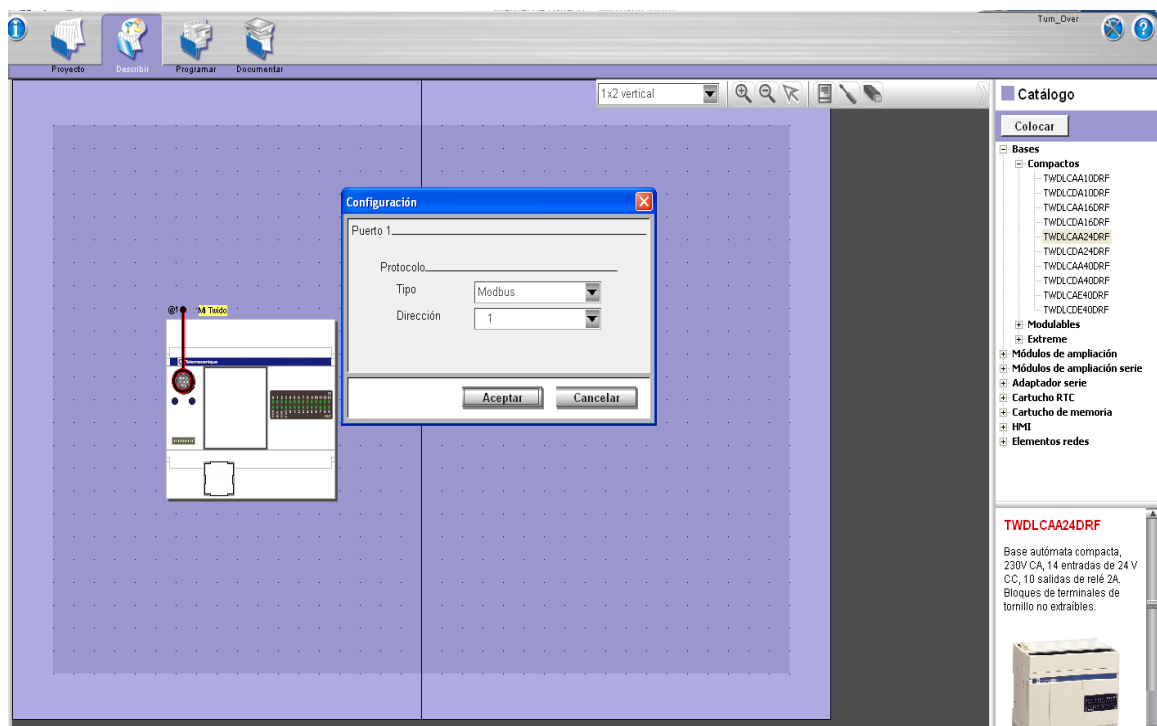 Turn_Over
Proyecto
Describir
Programar
Documentar
1x2 vertical
Catálogo
Colocar
Bases
Compactos
TWDLCAA10DRF
TWDLCDA10DRF
TWDLCAA16DRF
TWDLCDA16DRF
TWDLCAA24DRF
TWDLCDA24DRF
TWDLCAA40DRF
TWDLCDA40DRF
TWDLCAE40DRF
TWDLCDE40DRF
Modulables
Extreme
Módulos de ampliación
Módulos de ampliación serie
Adaptador serie
Cartucho RTC
Cartucho de memoria
HMI
Elementos redes
Configuración
Puerto 1
Protocolo
Tipo
Modbus
Dirección
1
Aceptar
Cancelar
@1
Mi Twido
Telemecanique
TWDLCAA24DRF
Base autómata compacta,
230V CA, 14 entradas de 24 V
CC, 10 salidas de relé 2A.
Bloques de terminales de
tornillo no extraíbles.